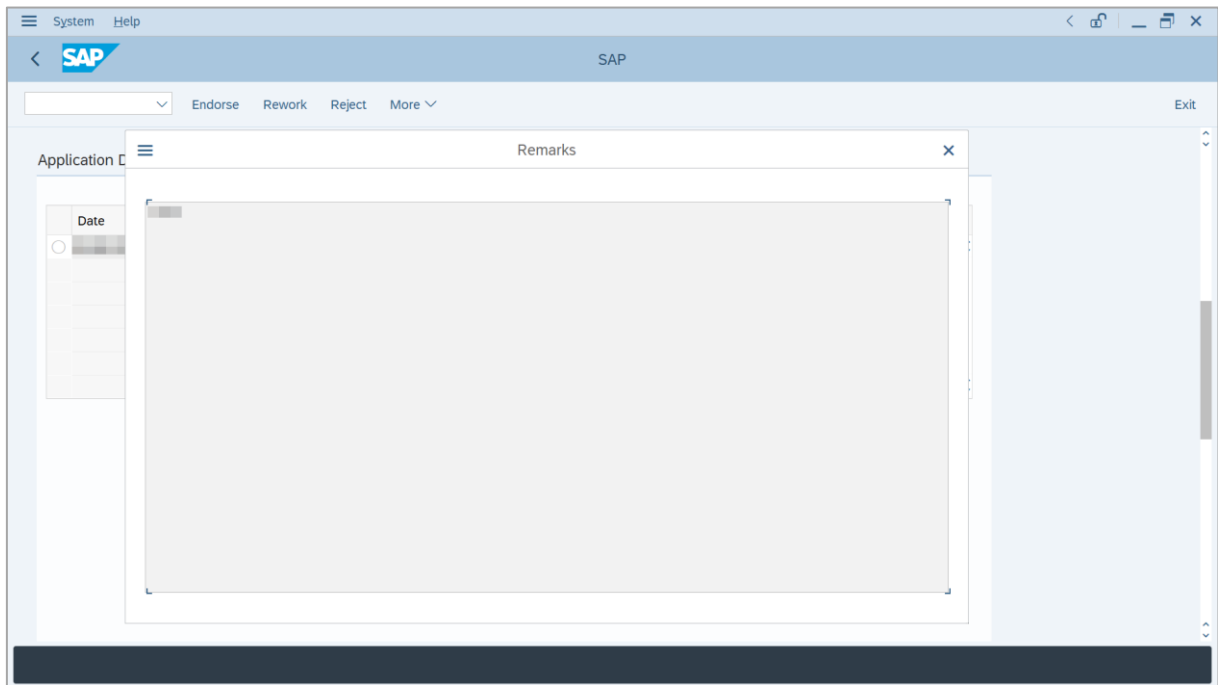 System Help
SAP
SAP
Endorse Rework Reject More Exit
Remarks
Application D
Date